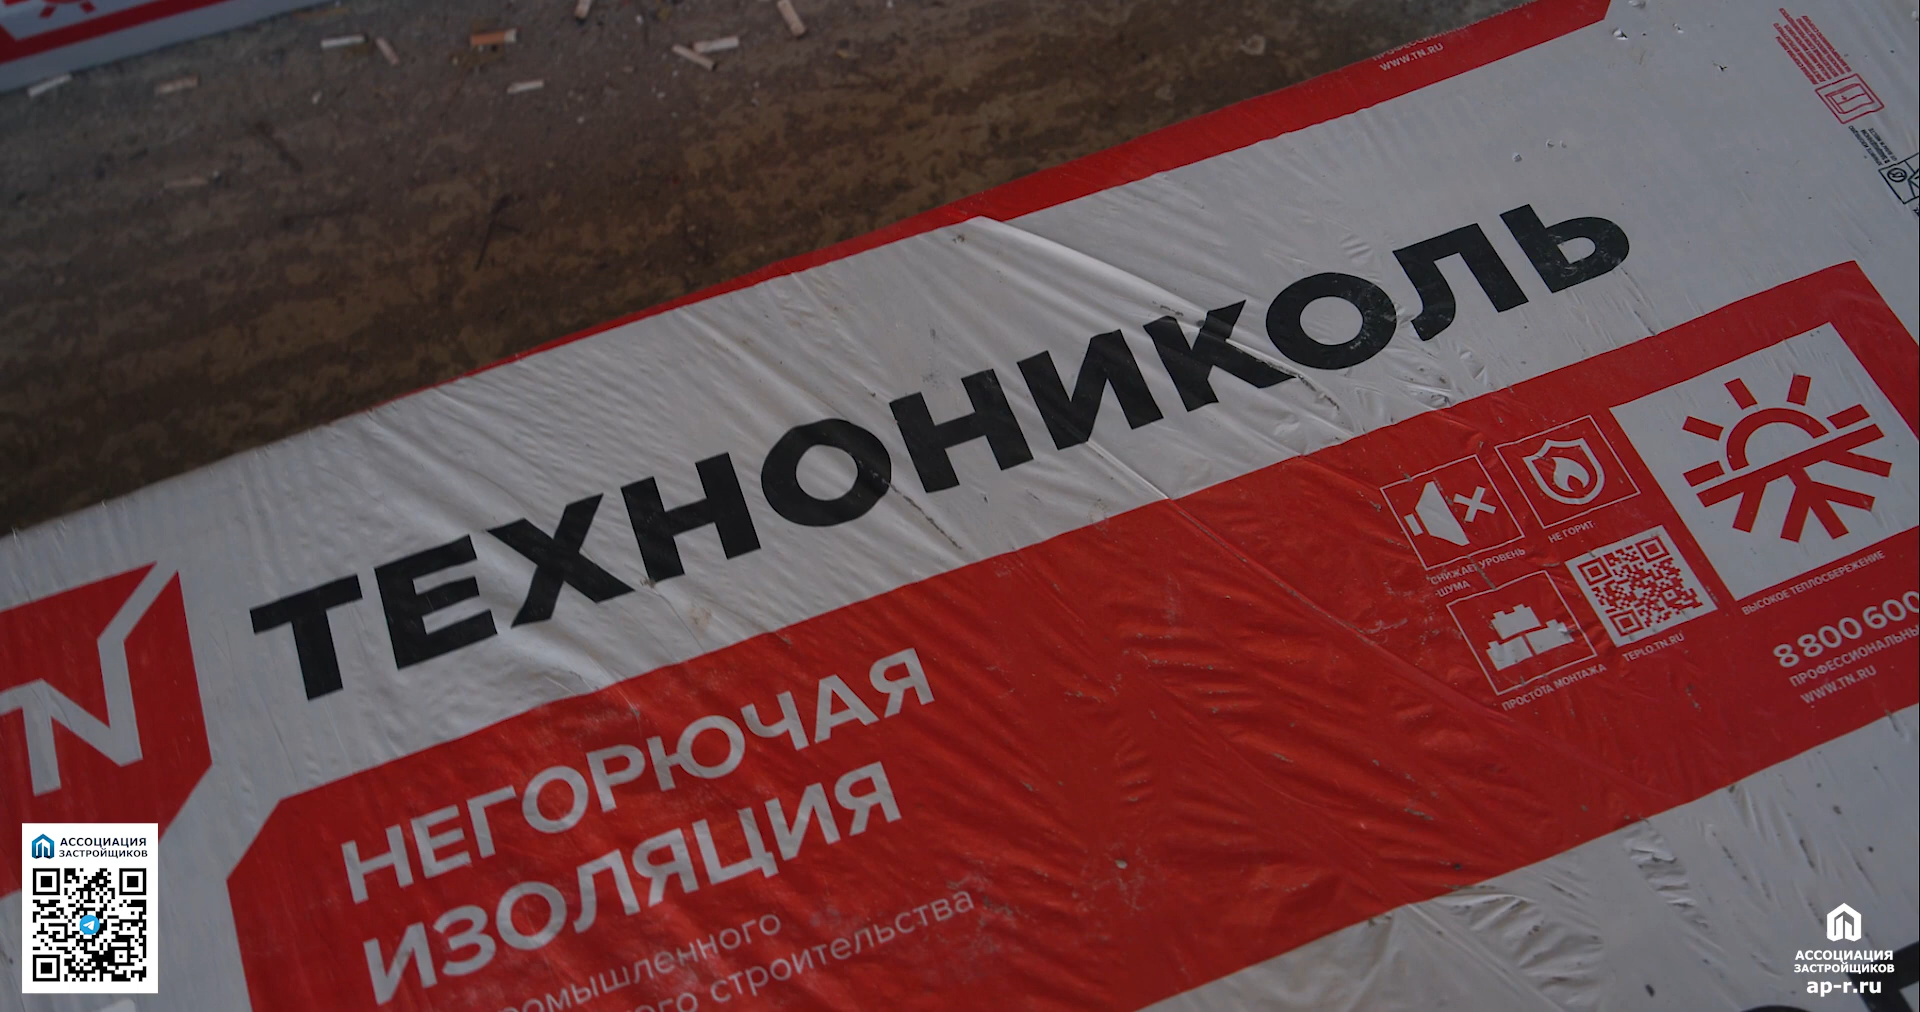 WWW.TN.RU
ТЕХНОНИКОЛЬ
НЕГОРЮЧАЯ
ИЗОЛЯЦИЯ
строительства
СНИЖАЕТ УРОВЕНЬ
ШУМА
НЕ ГОРИТ
ПРОСТОТА МОНТАЖА
TEPLO.TN.RU
ВЫСОКОЕ ТЕПЛОСБЕРЕЖЕНИЕ
8 800 600
WWW.TN.RU
АССОЦИАЦИЯ
ЗАСТРОЙЩИКОВ
АССОЦИАЦИЯ
ЗАСТРОЙЩИКОВ
ap-r.ru